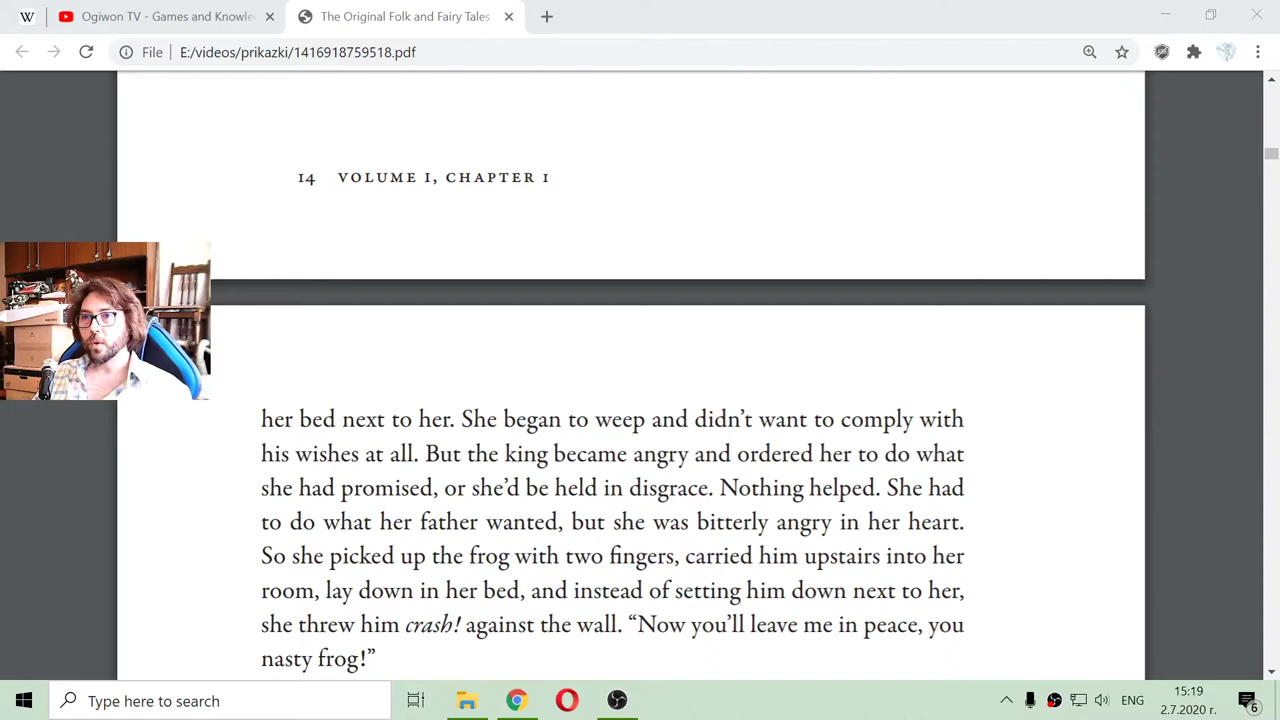 Ogiwon TV - Games and Knowle
The Original Folk and Fairy Tales
File E:/videos/prikazki/1416918759518.pdf
14 VOLUME I, CHAPTER 1
her bed next to her. She began to weep and didn’t want to comply with
his wishes at all. But the king became angry and ordered her to do what
she had promised, or she’d be held in disgrace. Nothing helped. She had
to do what her father wanted, but she was bitterly angry in her heart.
So she picked up the frog with two fingers, carried him upstairs into her
room, lay down in her bed, and instead of setting him down next to her,
she threw him crash! against the wall. “Now you’ll leave me in peace, you
nasty frog!”
Type here to search
ЕНГ
15:19
2.7.2020 г.
6